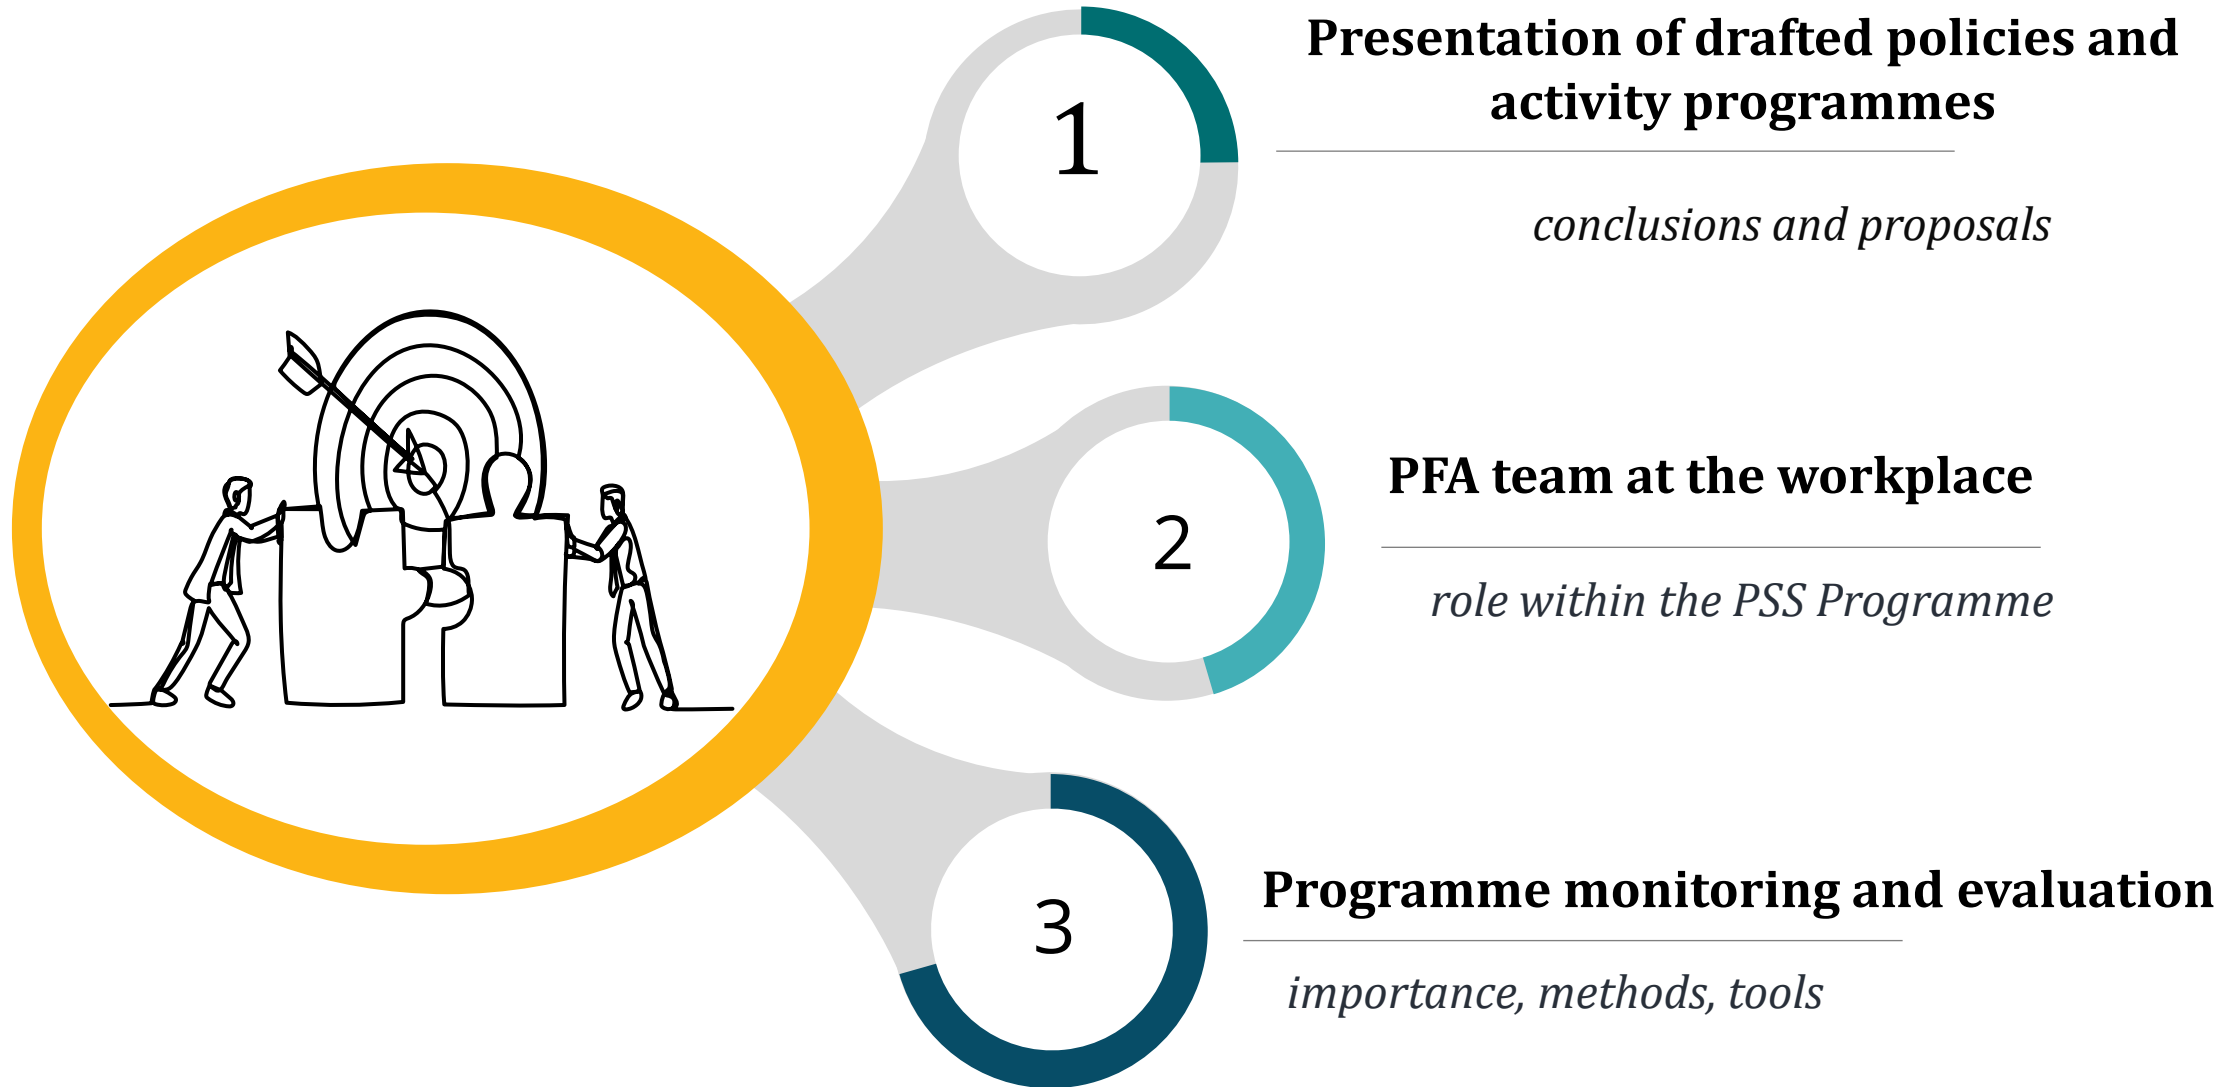 1
Presentation of drafted policies and
activity programmes
conclusions and proposals
2
PFA team at the workplace
role within the PSS Programme
3
Programme monitoring and evaluation
importance, methods, tools